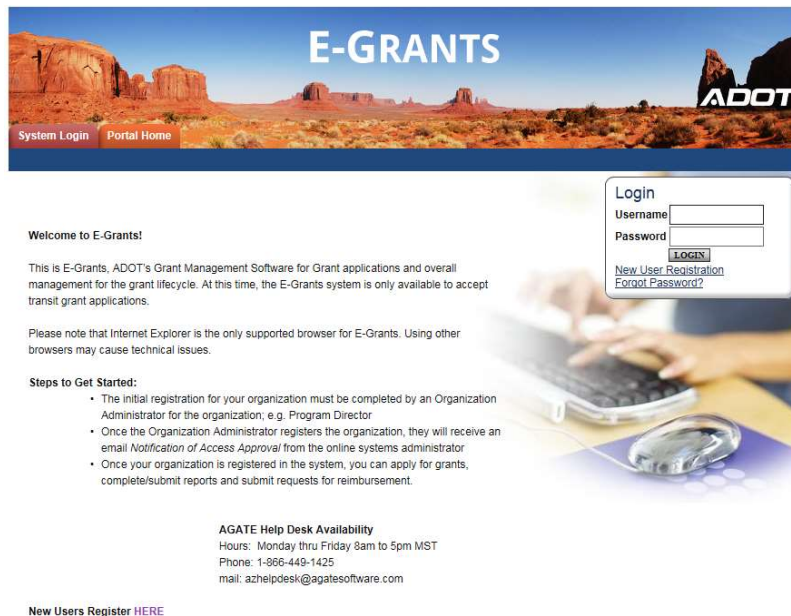 E-GRANTS
ADOT
System Login Portal Home
Login
Username
Password
LOGIN
New User Registration
Forgot Password?
Welcome to E-Grants!
This is E-Grants, ADOT's Grant Management Software for Grant applications and overall
management for the grant lifecycle. At this time, the E-Grants system is only available to accept
transit grant applications.
Please note that Internet Explorer is the only supported browser for E-Grants. Using other
browsers may cause technical issues.
Steps to Get Started:
• The initial registration for your organization must be completed by an Organization
Administrator for the organization; e.g. Program Director
• Once the Organization Administrator registers the organization, they will receive an
email Notification of Access Approval from the online systems administrator
• Once your organization is registered in the system, you can apply for grants,
complete/submit reports and submit requests for reimbursement.
AGATE Help Desk Availability
Hours: Monday thru Friday 8am to 5pm MST
Phone: 1-866-449-1425
mail: azhelpdesk@agatesoftware.com
New Users Register HERE